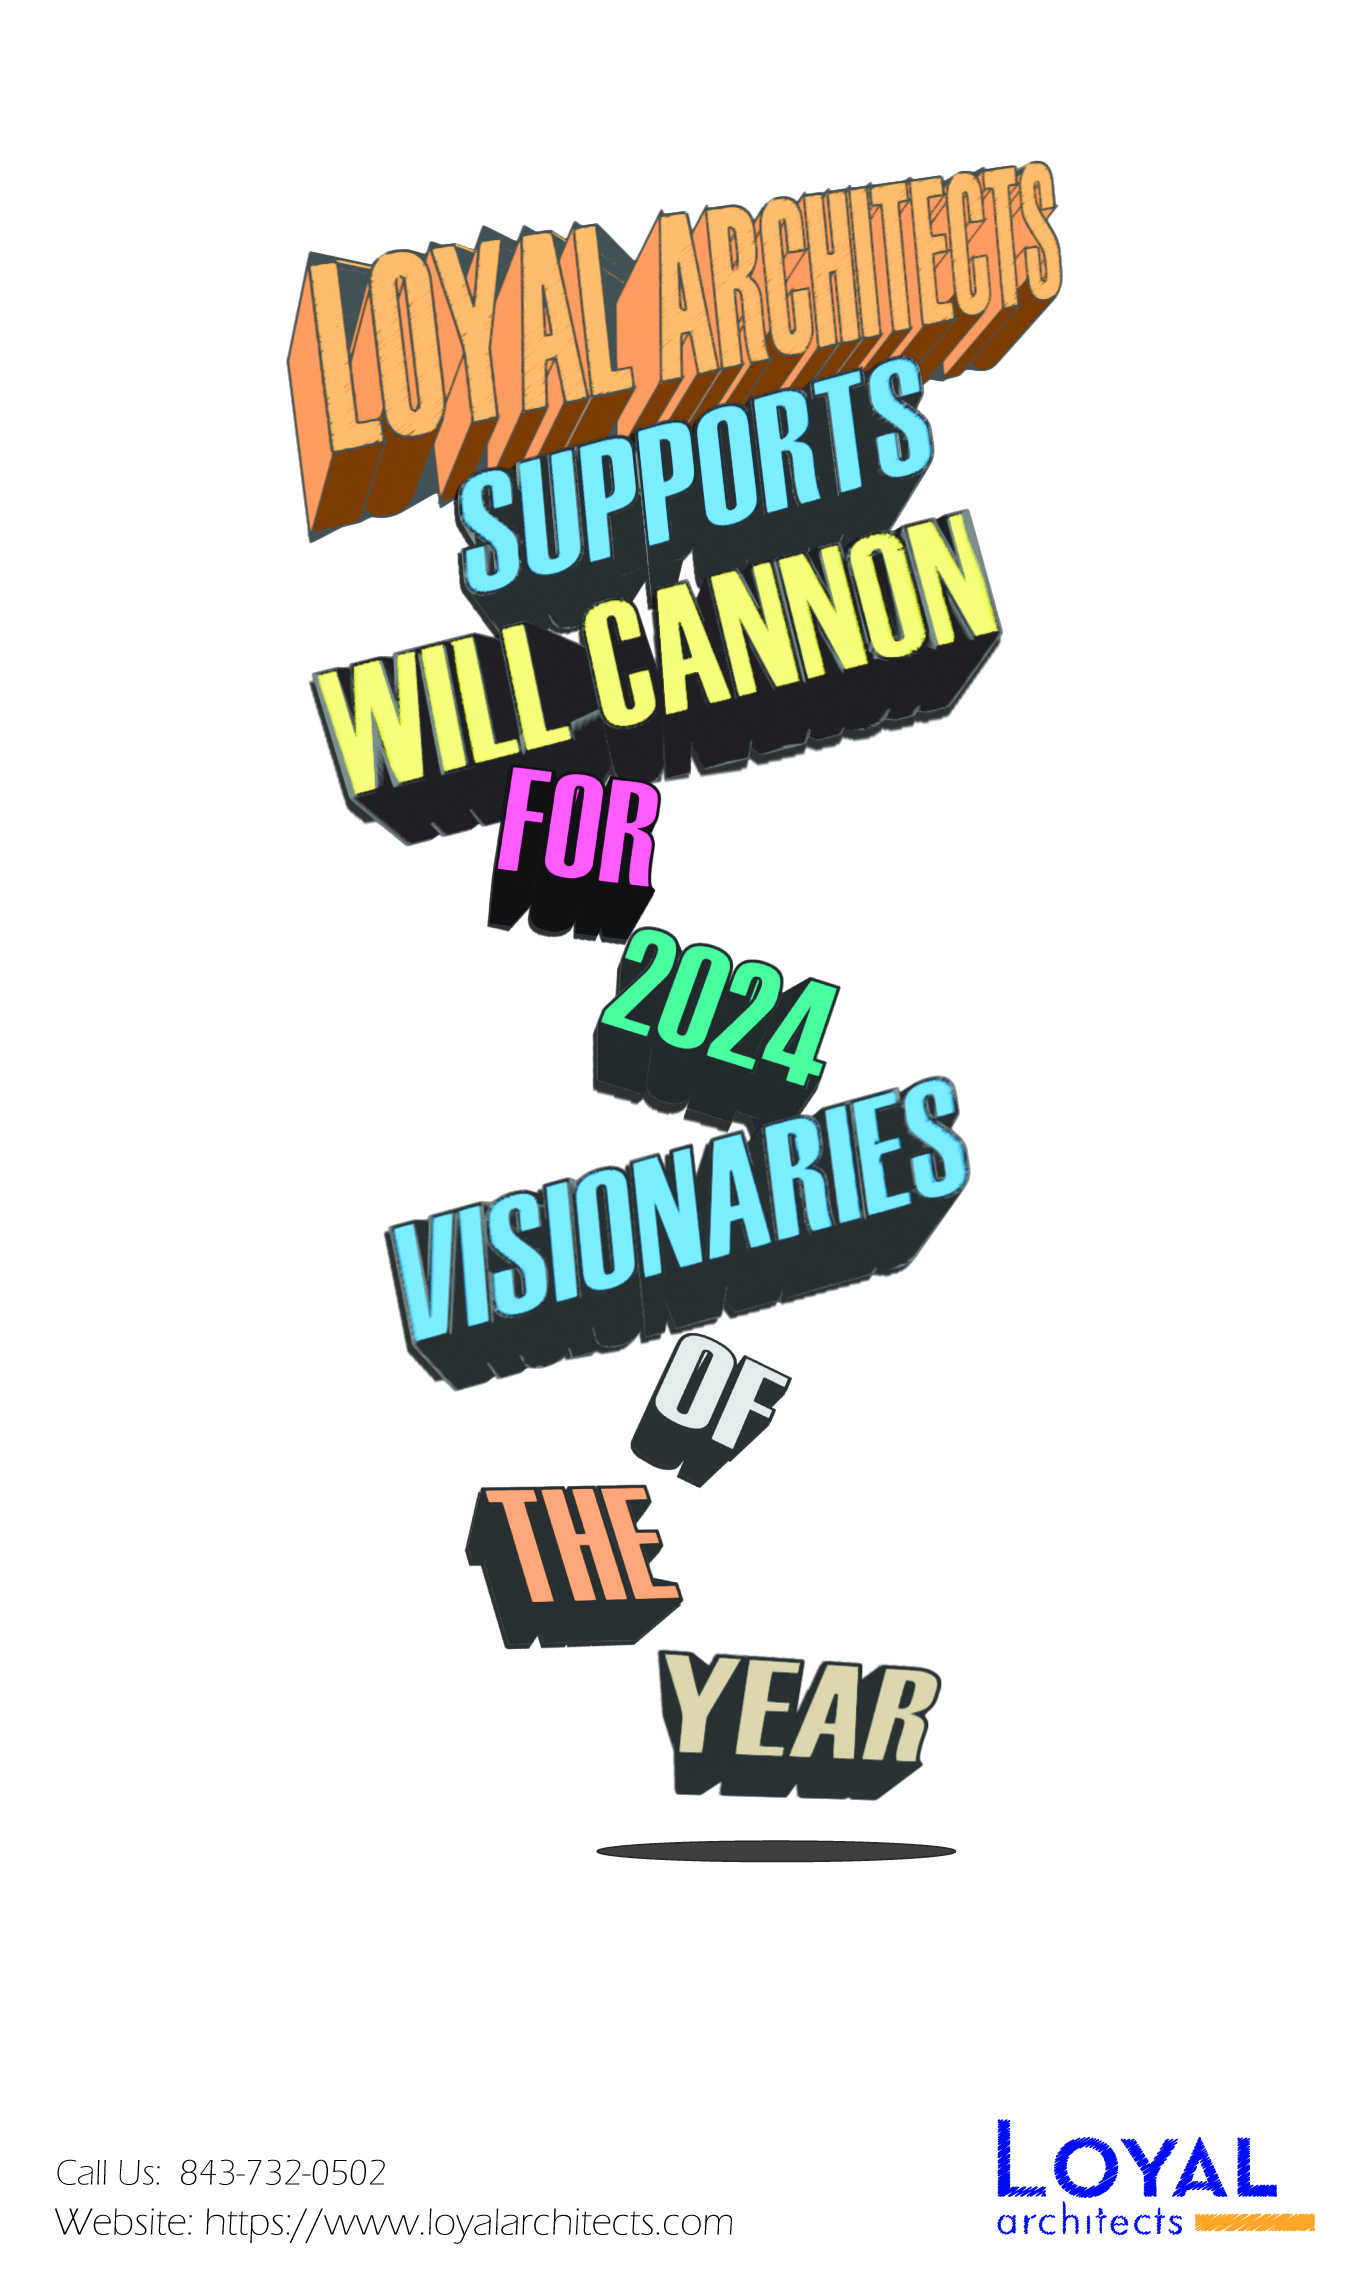 LOYAL ARCHITECTS
SUPPORTS
WILL CANNON
FOR
2024
VISIONARIES
OF
THE
YEAR
Call Us: 843-732-0502
Website: https://www.loyalarchitects.com
LOYAL
architects